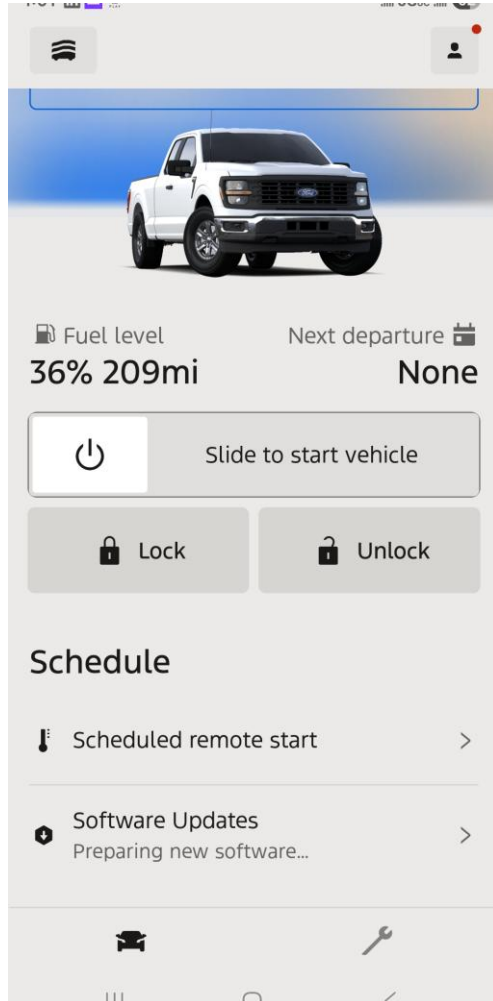 Fuel level
Next departure
36% 209mi
None
Slide to start vehicle
Lock
Unlock
Schedule
Scheduled remote start
Software Updates
Preparing new software...